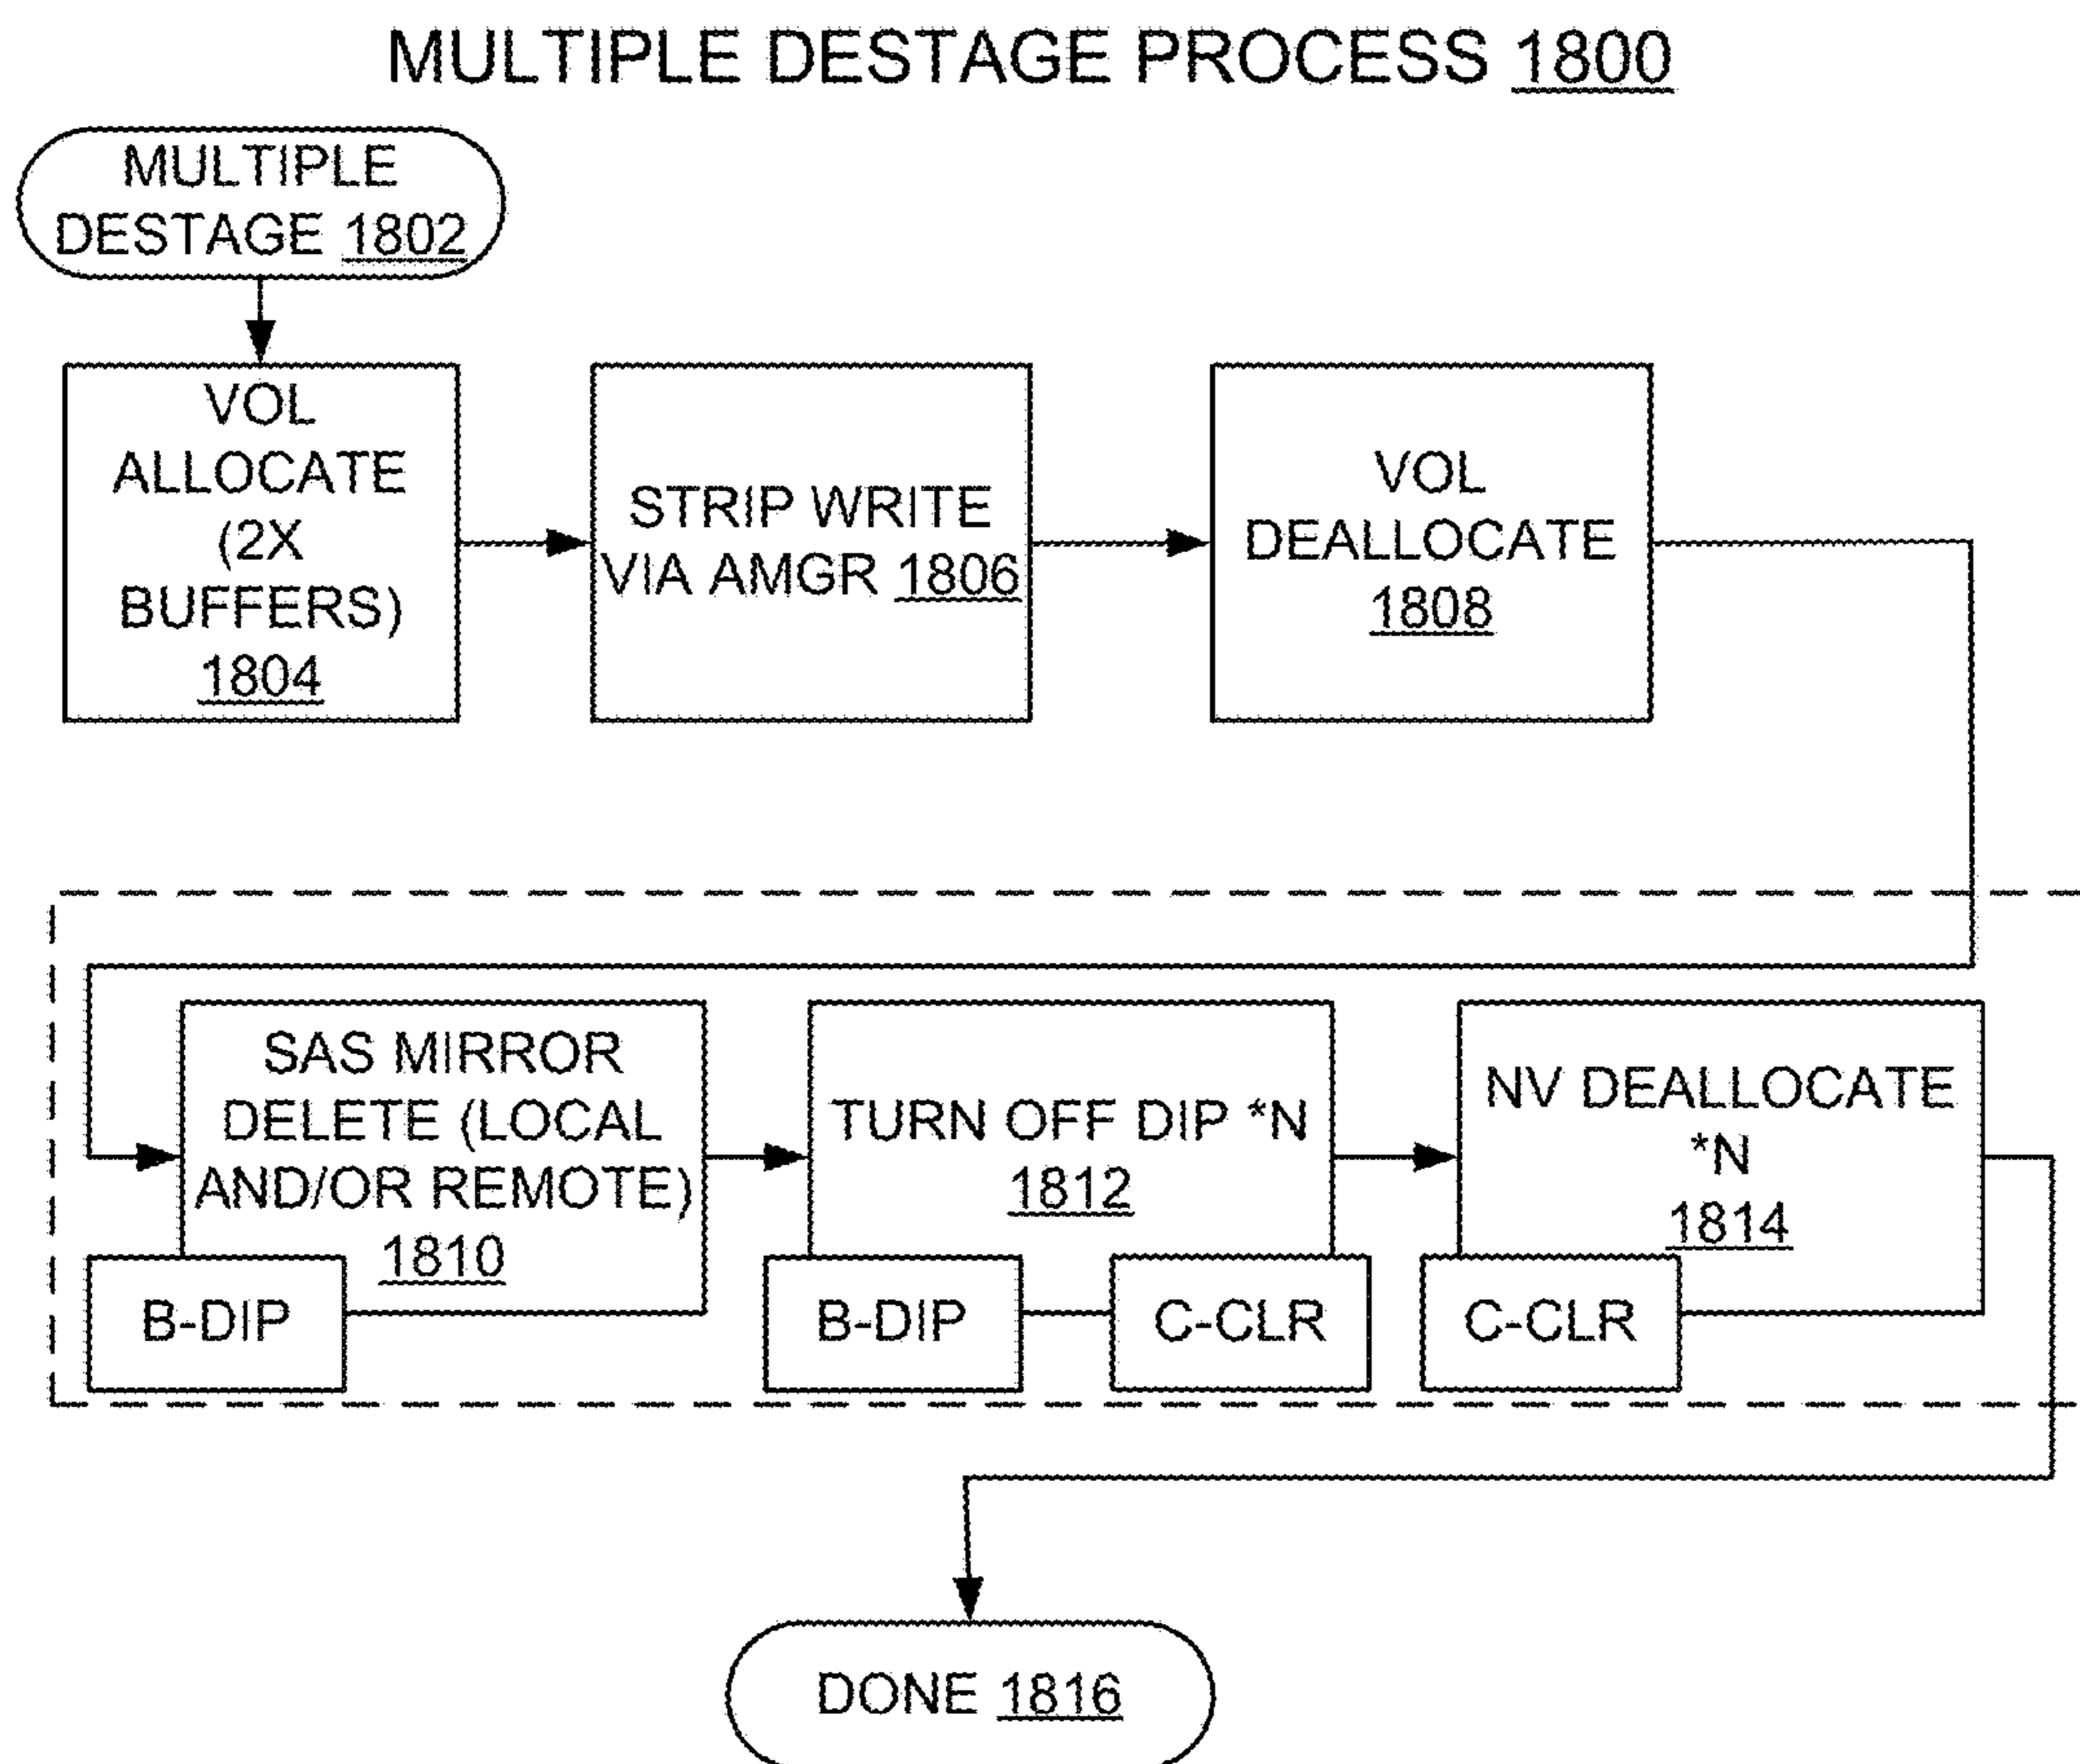 MULTIPLE DESTAGE PROCESS 1800
MULTIPLE
DESTAGE 1802
VOL
ALLOCATE
(2X
BUFFERS)
1804
STRIP WRITE
VIA AMGR 1806
VOL
DEALLOCATE
1808
SAS MIRROR
DELETE (LOCAL
AND/OR REMOTE)
1810
B-DIP
TURN OFF DIP *N
1812
B-DIP
C-CLR
NV DEALLOCATE
*N
1814
C-CLR
DONE 1816